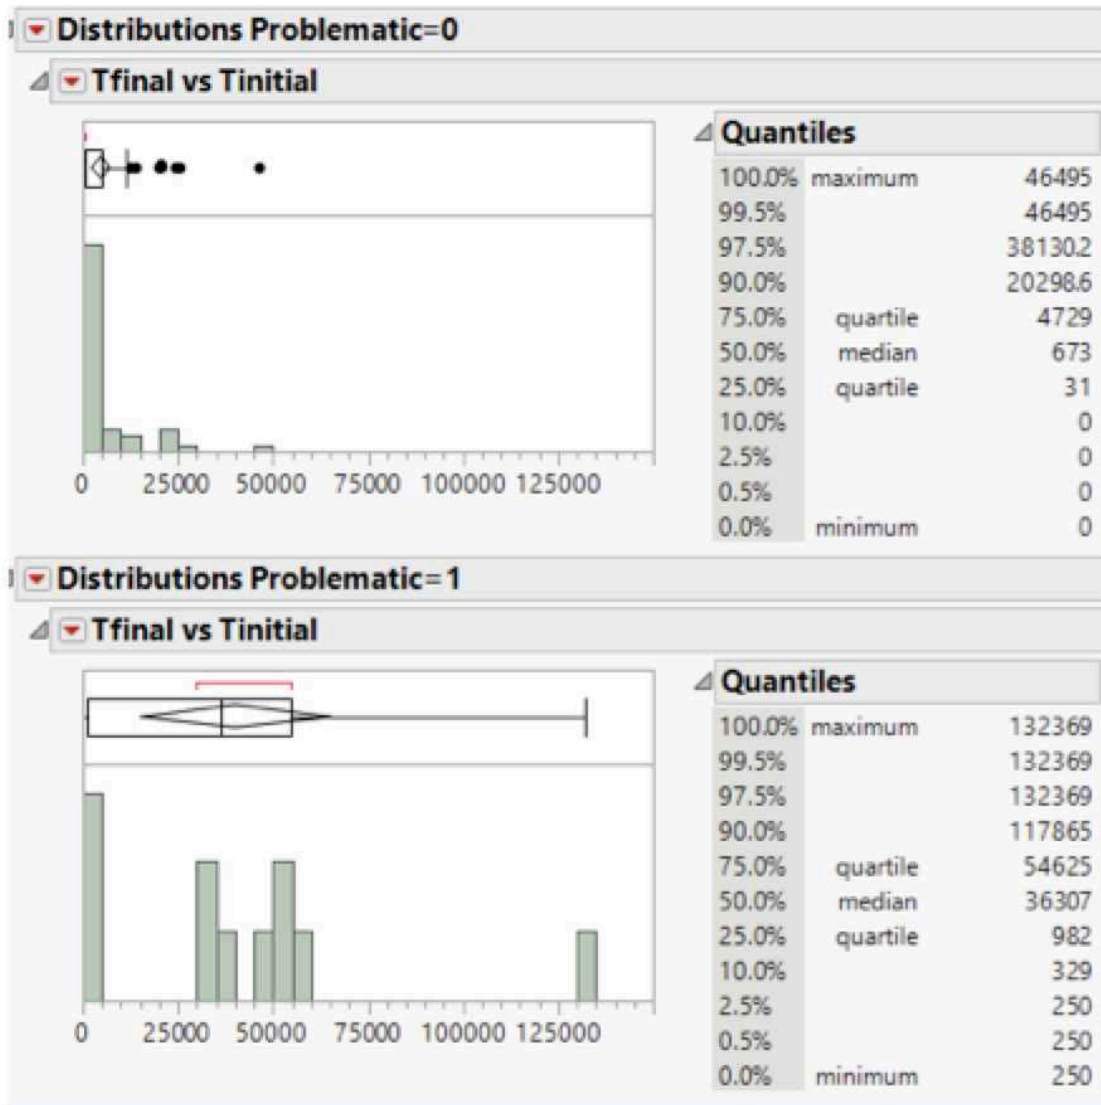 Distributions Problematic=0
Tfinal vs Tinitial
Quantiles
100.0% maximum 46495
99.5% 46495
97.5% 38130.2
90.0% 20298.6
75.0% quartile 4729
50.0% median 673
25.0% quartile 31
10.0% 0
2.5% 0
0.5% 0
0.0% minimum 0
0 25000 50000 75000 100000 125000
Distributions Problematic=1
Tfinal vs Tinitial
Quantiles
100.0% maximum 132369
99.5% 132369
97.5% 132369
90.0% 117865
75.0% quartile 54625
50.0% median 36307
25.0% quartile 982
10.0% 329
2.5% 250
0.5% 250
0.0% minimum 250
0 25000 50000 75000 100000 125000